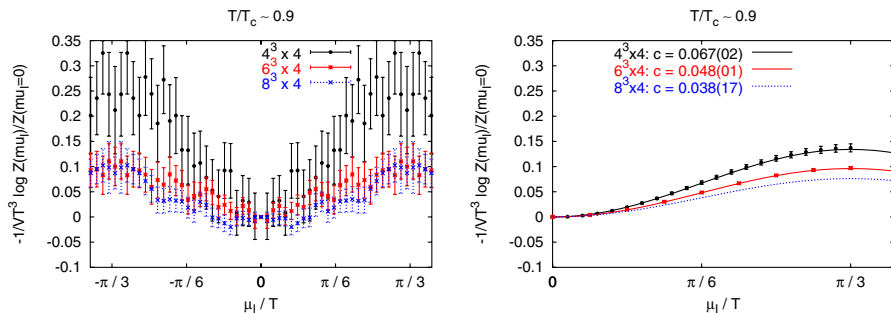 T/T_c ~ 0.9
-1/VT^3 log Z(mu_I)/Z(mu_I=0)
0.35
0.3
0.25
0.2
0.15
0.1
0.05
0
-0.05
-0.1
4^3 x 4
6^3 x 4
8^3 x 4
-π / 3
-π / 6
0
π / 6
π / 3
μ_I / T
T/T_c ~ 0.9
-1/VT^3 log Z(mu_I)/Z(mu_I=0)
0.35
0.3
0.25
0.2
0.15
0.1
0.05
0
-0.05
-0.1
4^3x4: c = 0.067(02)
6^3x4: c = 0.048(01)
8^3x4: c = 0.038(17)
0
π / 6
π / 3
μ_I / T